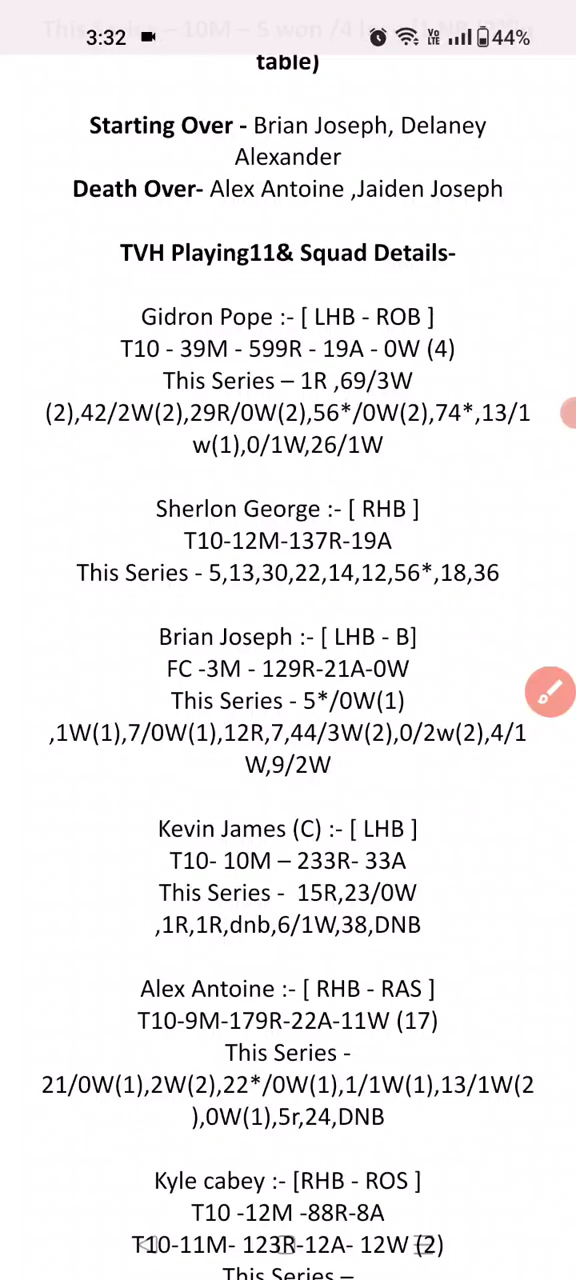 This Series – 10M – 5 won /4
3:32 44%
table)
Starting Over - Brian Joseph, Delaney
Alexander
Death Over- Alex Antoine ,Jaiden Joseph
TVH Playing11& Squad Details-
Gidron Pope :- [ LHB - ROB ]
T10 - 39M - 599R - 19A - 0W (4)
This Series – 1R ,69/3W
(2),42/2W(2),29R/0W(2),56*/0W(2),74*,13/1
w(1),0/1W,26/1W
Sherlon George :- [ RHB ]
T10-12M-137R-19A
This Series - 5,13,30,22,14,12,56*,18,36
Brian Joseph :- [ LHB - B]
FC -3M - 129R-21A-0W
This Series - 5*/0W(1)
,1W(1),7/0W(1),12R,7,44/3W(2),0/2w(2),4/1
W,9/2W
Kevin James (C) :- [ LHB ]
T10- 10M – 233R- 33A
This Series - 15R,23/0W
,1R,1R,dnb,6/1W,38,DNB
Alex Antoine :- [ RHB - RAS ]
T10-9M-179R-22A-11W (17)
This Series -
21/0W(1),2W(2),22*/0W(1),1/1W(1),13/1W(2
),0W(1),5r,24,DNB
Kyle cabey :- [RHB - ROS ]
T10 -12M -88R-8A
T10-11M- 123R-12A- 12W (2)
This Series –